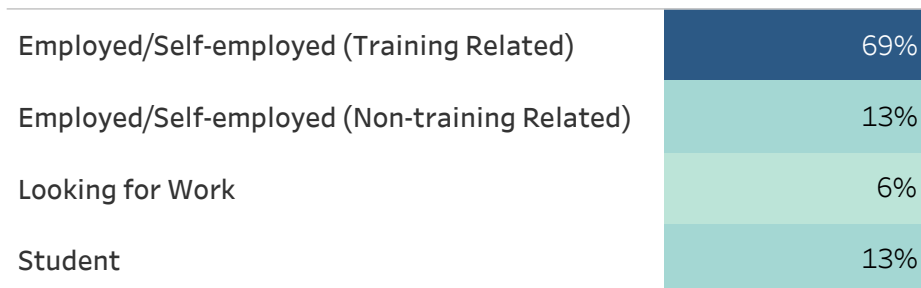 Employed/Self-employed (Training Related) 69%
Employed/Self-employed (Non-training Related) 13%
Looking for Work 6%
Student 13%